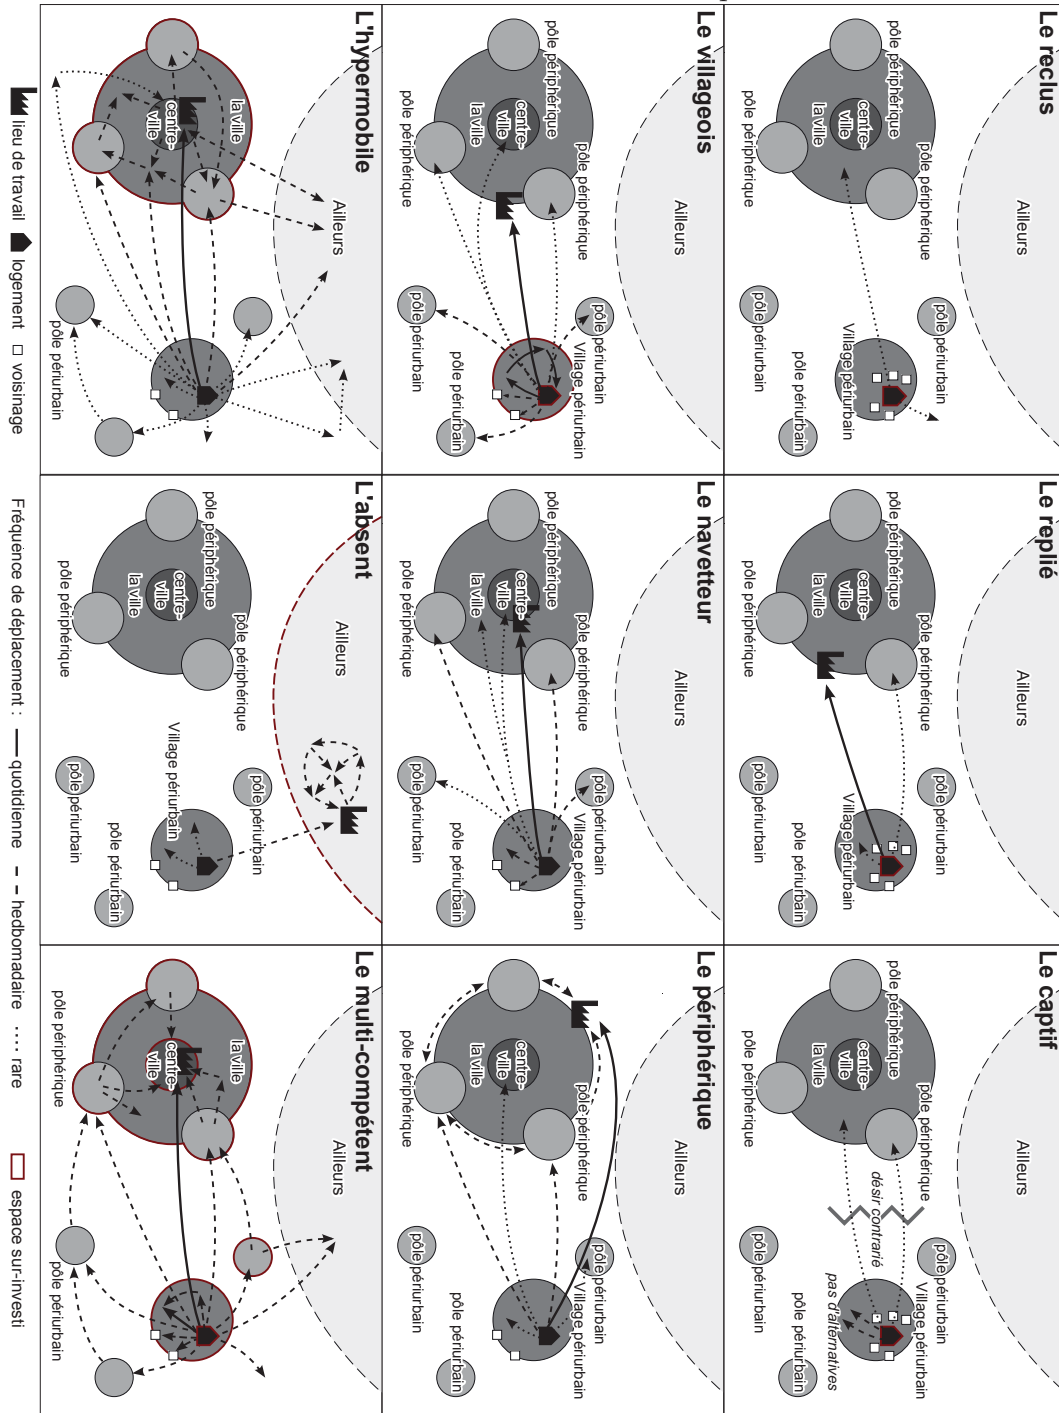 Le reclus
Ailleurs
pôle périurbain
pôle périphérique
pôle périphérique
centre-
ville
la ville
Village périurbain
pôle périurbain
pôle périurbain
pôle périphérique
Le replié
Ailleurs
pôle périurbain
pôle périphérique
pôle périphérique
centre-
ville
la ville
Village périurbain
pôle périurbain
pôle périurbain
pôle périphérique
Le captif
Ailleurs
pôle périurbain
pôle périphérique
pôle périphérique
Village périurbain
désir contrarié
centre-
ville
la ville
pas d'alternatives
pôle périurbain
pôle périurbain
pôle périphérique
Le villageois
Ailleurs
pôle périurbain
Village périurbain
pôle périphérique
pôle périphérique
centre-
ville
la ville
pôle périurbain
pôle périurbain
pôle périphérique
Le navetteur
Ailleurs
pôle périurbain
Village périurbain
pôle périphérique
pôle périphérique
centre-
ville
la ville
pôle périurbain
pôle périurbain
pôle périphérique
Le périphérique
Ailleurs
pôle périurbain
Village périurbain
pôle périphérique
centre-
ville
la ville
pôle périurbain
pôle périurbain
pôle périphérique
L'hypermobile
Ailleurs
la ville
centre-
ville
pôle périurbain
L'absent
Ailleurs
pôle périurbain
pôle périphérique
pôle périphérique
centre-
ville
la ville
Village périurbain
pôle périurbain
pôle périurbain
pôle périphérique
Le multi-compétent
Ailleurs
la ville
centre-
ville
pôle périphérique
pôle périurbain
lieu de travail logement voisinage Fréquence de déplacement : quotidienne hedbomadaire rare espace sur-investi